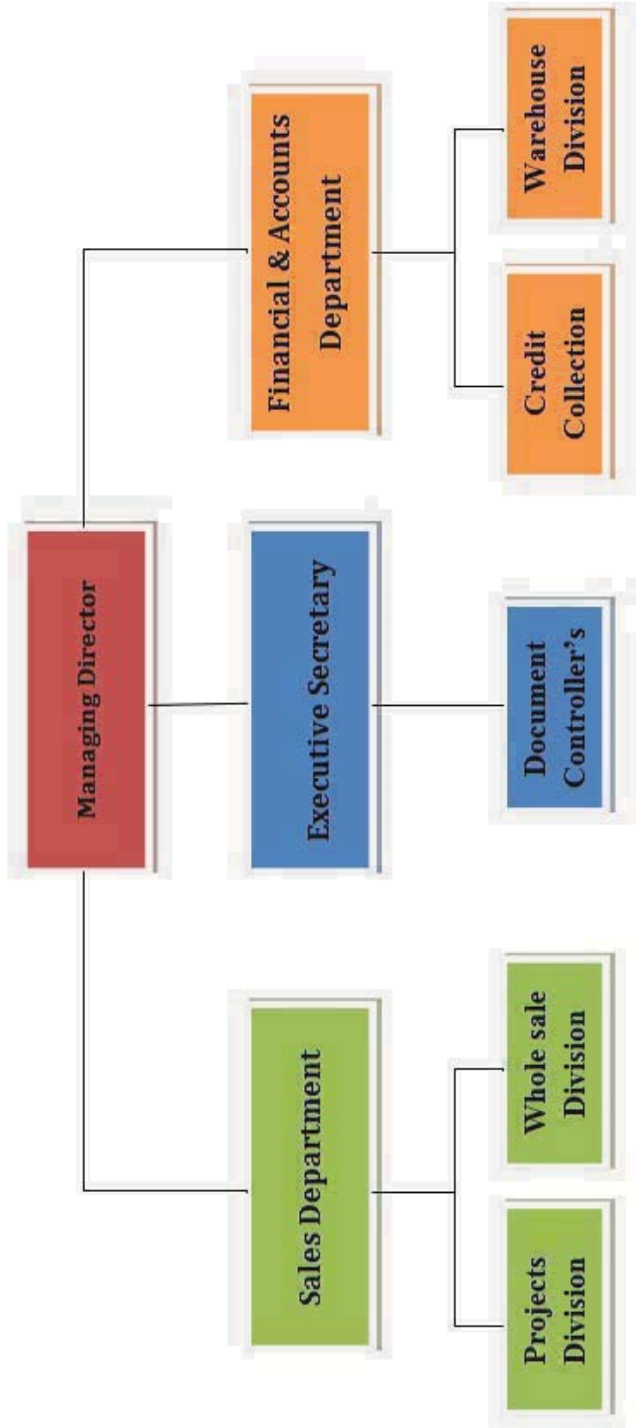 Managing Director
Sales Department
Executive Secretary
Financial & Accounts
Department
Projects
Division
Whole sale
Division
Document
Controller's
Credit
Collection
Warehouse
Division